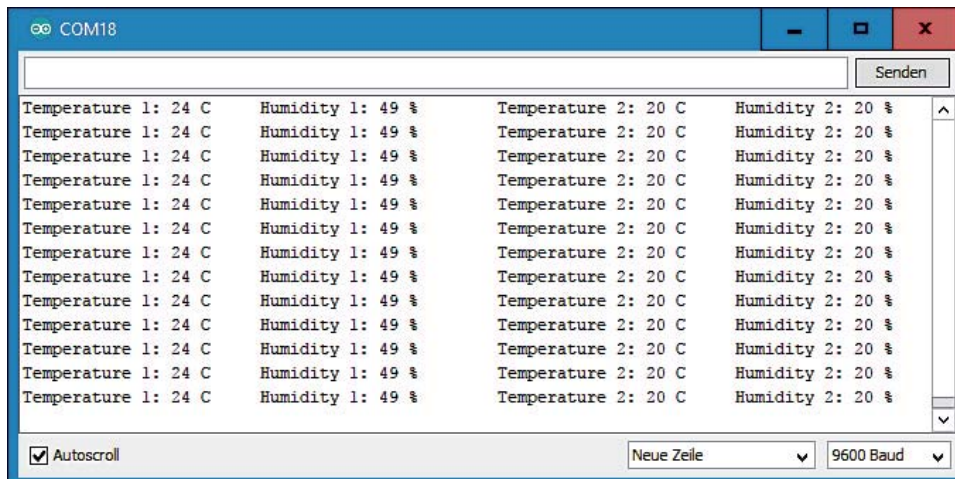 COM18
Senden
Temperature 1: 24 C Humidity 1: 49 % Temperature 2: 20 C Humidity 2: 20 %
Temperature 1: 24 C Humidity 1: 49 % Temperature 2: 20 C Humidity 2: 20 %
Temperature 1: 24 C Humidity 1: 49 % Temperature 2: 20 C Humidity 2: 20 %
Temperature 1: 24 C Humidity 1: 49 % Temperature 2: 20 C Humidity 2: 20 %
Temperature 1: 24 C Humidity 1: 49 % Temperature 2: 20 C Humidity 2: 20 %
Temperature 1: 24 C Humidity 1: 49 % Temperature 2: 20 C Humidity 2: 20 %
Temperature 1: 24 C Humidity 1: 49 % Temperature 2: 20 C Humidity 2: 20 %
Temperature 1: 24 C Humidity 1: 49 % Temperature 2: 20 C Humidity 2: 20 %
Temperature 1: 24 C Humidity 1: 49 % Temperature 2: 20 C Humidity 2: 20 %
Temperature 1: 24 C Humidity 1: 49 % Temperature 2: 20 C Humidity 2: 20 %
Temperature 1: 24 C Humidity 1: 49 % Temperature 2: 20 C Humidity 2: 20 %
Temperature 1: 24 C Humidity 1: 49 % Temperature 2: 20 C Humidity 2: 20 %
Temperature 1: 24 C Humidity 1: 49 % Temperature 2: 20 C Humidity 2: 20 %
Autoscroll Neue Zeile 9600 Baud